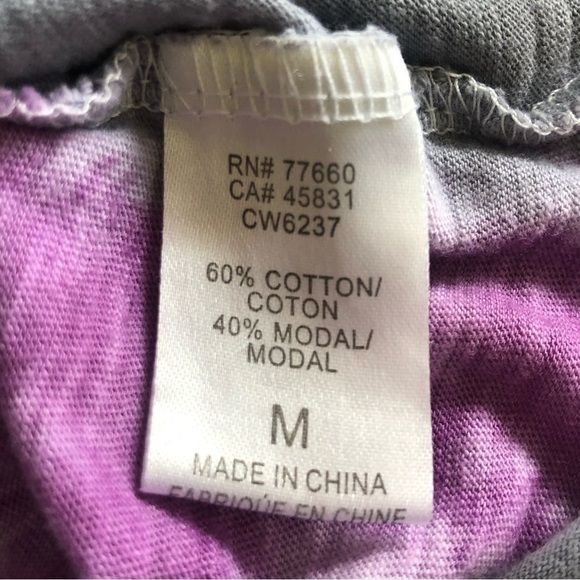 RN# 77660
CA# 45831
CW6237
60% COTTON/
COTON
40% MODAL/
MODAL
M
MADE IN CHINA
FABRIQUÉ EN CHINE